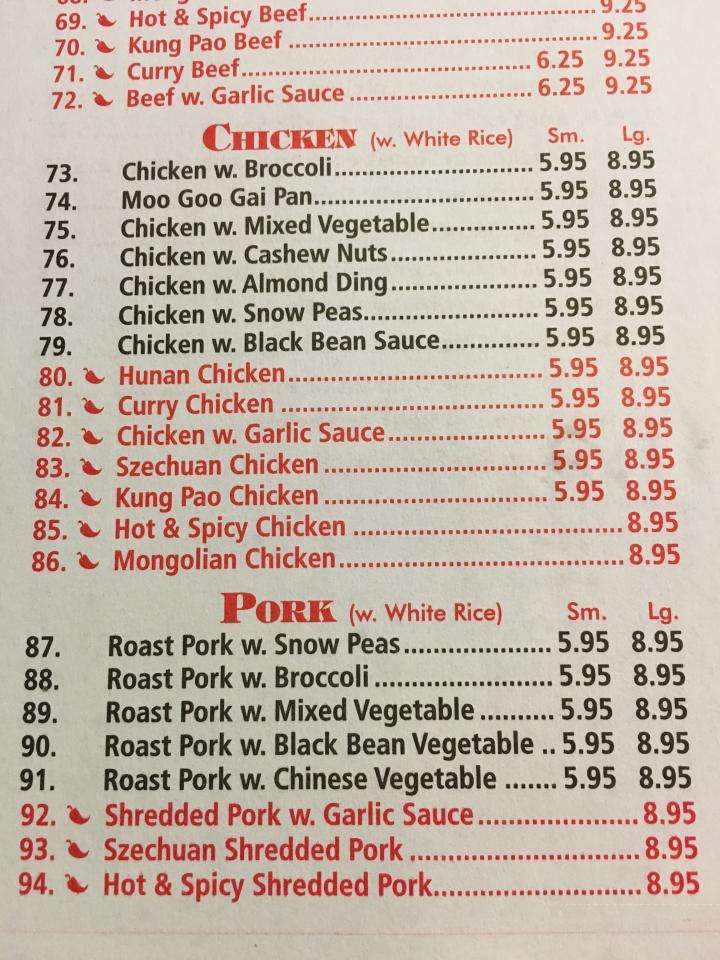 69. Hot & Spicy Beef..................................................9.25
70. Kung Pao Beef ..................................................9.25
71. Curry Beef............................................ 6.25 9.25
72. Beef w. Garlic Sauce ............................ 6.25 9.25
CHICKEN (w. White Rice) Sm. Lg.
73. Chicken w. Broccoli.............................. 5.95 8.95
74. Moo Goo Gai Pan................................. 5.95 8.95
75. Chicken w. Mixed Vegetable................ 5.95 8.95
76. Chicken w. Cashew Nuts...................... 5.95 8.95
77. Chicken w. Almond Ding...................... 5.95 8.95
78. Chicken w. Snow Peas.......................... 5.95 8.95
79. Chicken w. Black Bean Sauce............... 5.95 8.95
80. Hunan Chicken..................................... 5.95 8.95
81. Curry Chicken ...................................... 5.95 8.95
82. Chicken w. Garlic Sauce....................... 5.95 8.95
83. Szechuan Chicken ................................ 5.95 8.95
84. Kung Pao Chicken ................................ 5.95 8.95
85. Hot & Spicy Chicken ...................................... 8.95
86. Mongolian Chicken......................................... 8.95
PORK (w. White Rice) Sm. Lg.
87. Roast Pork w. Snow Peas..................... 5.95 8.95
88. Roast Pork w. Broccoli ......................... 5.95 8.95
89. Roast Pork w. Mixed Vegetable .......... 5.95 8.95
90. Roast Pork w. Black Bean Vegetable .. 5.95 8.95
91. Roast Pork w. Chinese Vegetable ....... 5.95 8.95
92. Shredded Pork w. Garlic Sauce...................... 8.95
93. Szechuan Shredded Pork ............................... 8.95
94. Hot & Spicy Shredded Pork............................ 8.95